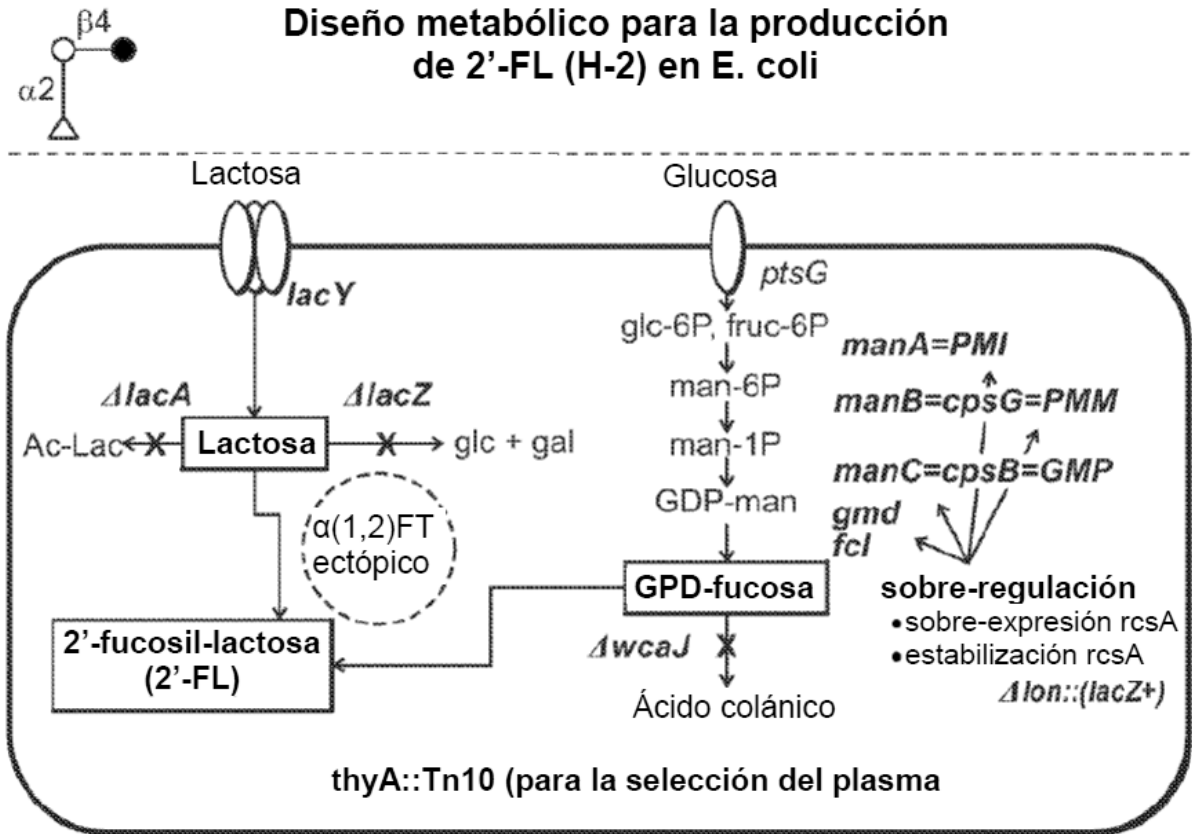 Diseño metabólico para la producción
de 2’-FL (H-2) en E. coli
β4
α2
Lactosa
Glucosa
lacY
ptsG
glc-6P, fruc-6P
man-6P
man-1P
GDP-man
manA=PMI
manB=cpsG=PMM
manC=cpsB=GMP
gmd
fcl
ΔlacA
ΔlacZ
Ac-Lac
X
Lactosa
X
glc + gal
α(1,2)FT
ectópico
GPD-fucosa
sobre-regulación
•sobre-expresión rcsA
•estabilización rcsA
Δlon::(lacZ+)
2’-fucosil-lactosa
(2’-FL)
ΔwcaJ
X
Ácido colánico
thyA::Tn10 (para la selección del plasma